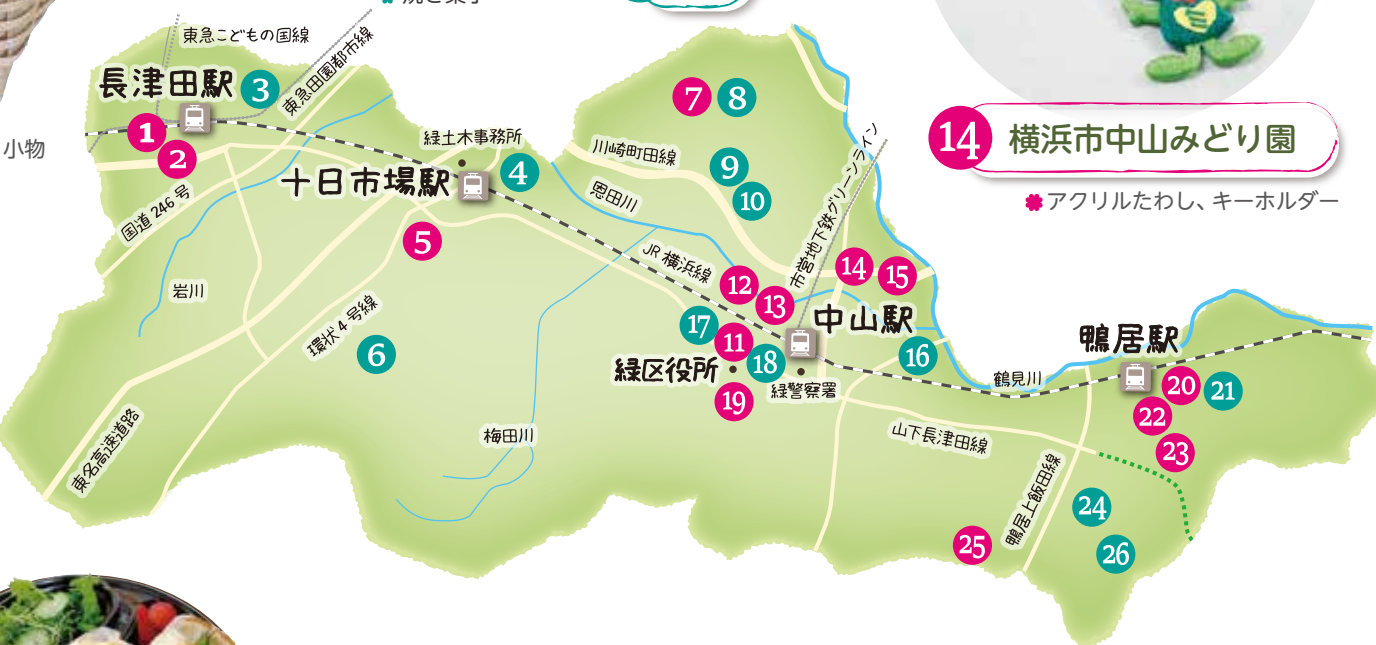 焼き菓子
東急こどもの国線
東急田園都市線
長津田駅
3
1
2
小物
国道246号
緑土木事務所
十日市場駅
4
5
7
8
川崎町田線
9
10
恩田川
市営地下鉄グリーンライン
14 横浜市中山みどり園
アクリルたわし、キーホルダー
岩川
環状4号線
6
JR横浜線
12
13
14
15
中山駅
17
11
18
緑区役所
19
緑警察署
16
鶴見川
鴨居駅
20
21
22
23
東名高速道路
梅田川
山下長津田線
鴨居上飯田線
24
25
26